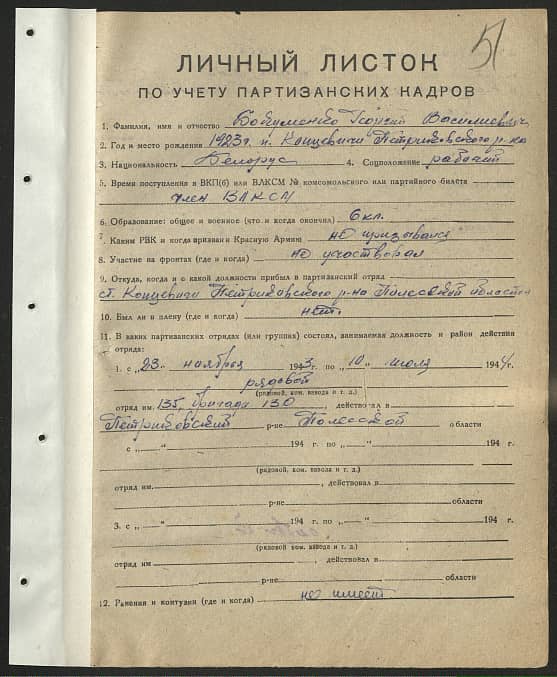 51
ЛИЧНЫЙ ЛИСТОК
ПО УЧЕТУ ПАРТИЗАНСКИХ КАДРОВ
1. Фамилия, имя и отчество Георгий Васильевич
2. Год и место рождения 1923 г. п. Концевичи Петриковского р-на
3. Национальность Белорус 4. Соцположение рабочий
5. Время поступления в ВКП(б) или ВЛКСМ № комсомольского или партийного билета
член ВЛКСМ
6. Образование: общее и военное (что и когда окончил) 6 кл.
7. Каким РВК и когда призван в Красную Армию не призывался
8. Участие на фронтах (где и когда) не участвовал
9. Откуда, когда и с какой должности прибыл в партизанский отряд
ст. Концевичи Петриковского р-на Полесской области
10. Был ли в плену (где и когда) нет.
11. В каких партизанских отрядах (или группах) состоял, занимаемая должность и район действия
отряда:
1. с „23" ноября 1943 г. по „10" июля 1944 г.
рядовой
(рядовой, ком. взвода и т. д.)
отряд им. 135 бригада 130, действовал в
Петриковский р-не Полесской области
с „ " 194 г. по „ " 194 г.
(рядовой, ком. взвода и т. д.)
отряд им. , действовал в
р-не области
3. с „ " 194 г. по „ " 194 г.
(рядовой, ком. взвода и т. д.)
отряд им , действовал в
р-не области
12. Ранения и контузии (где и когда) не имеет